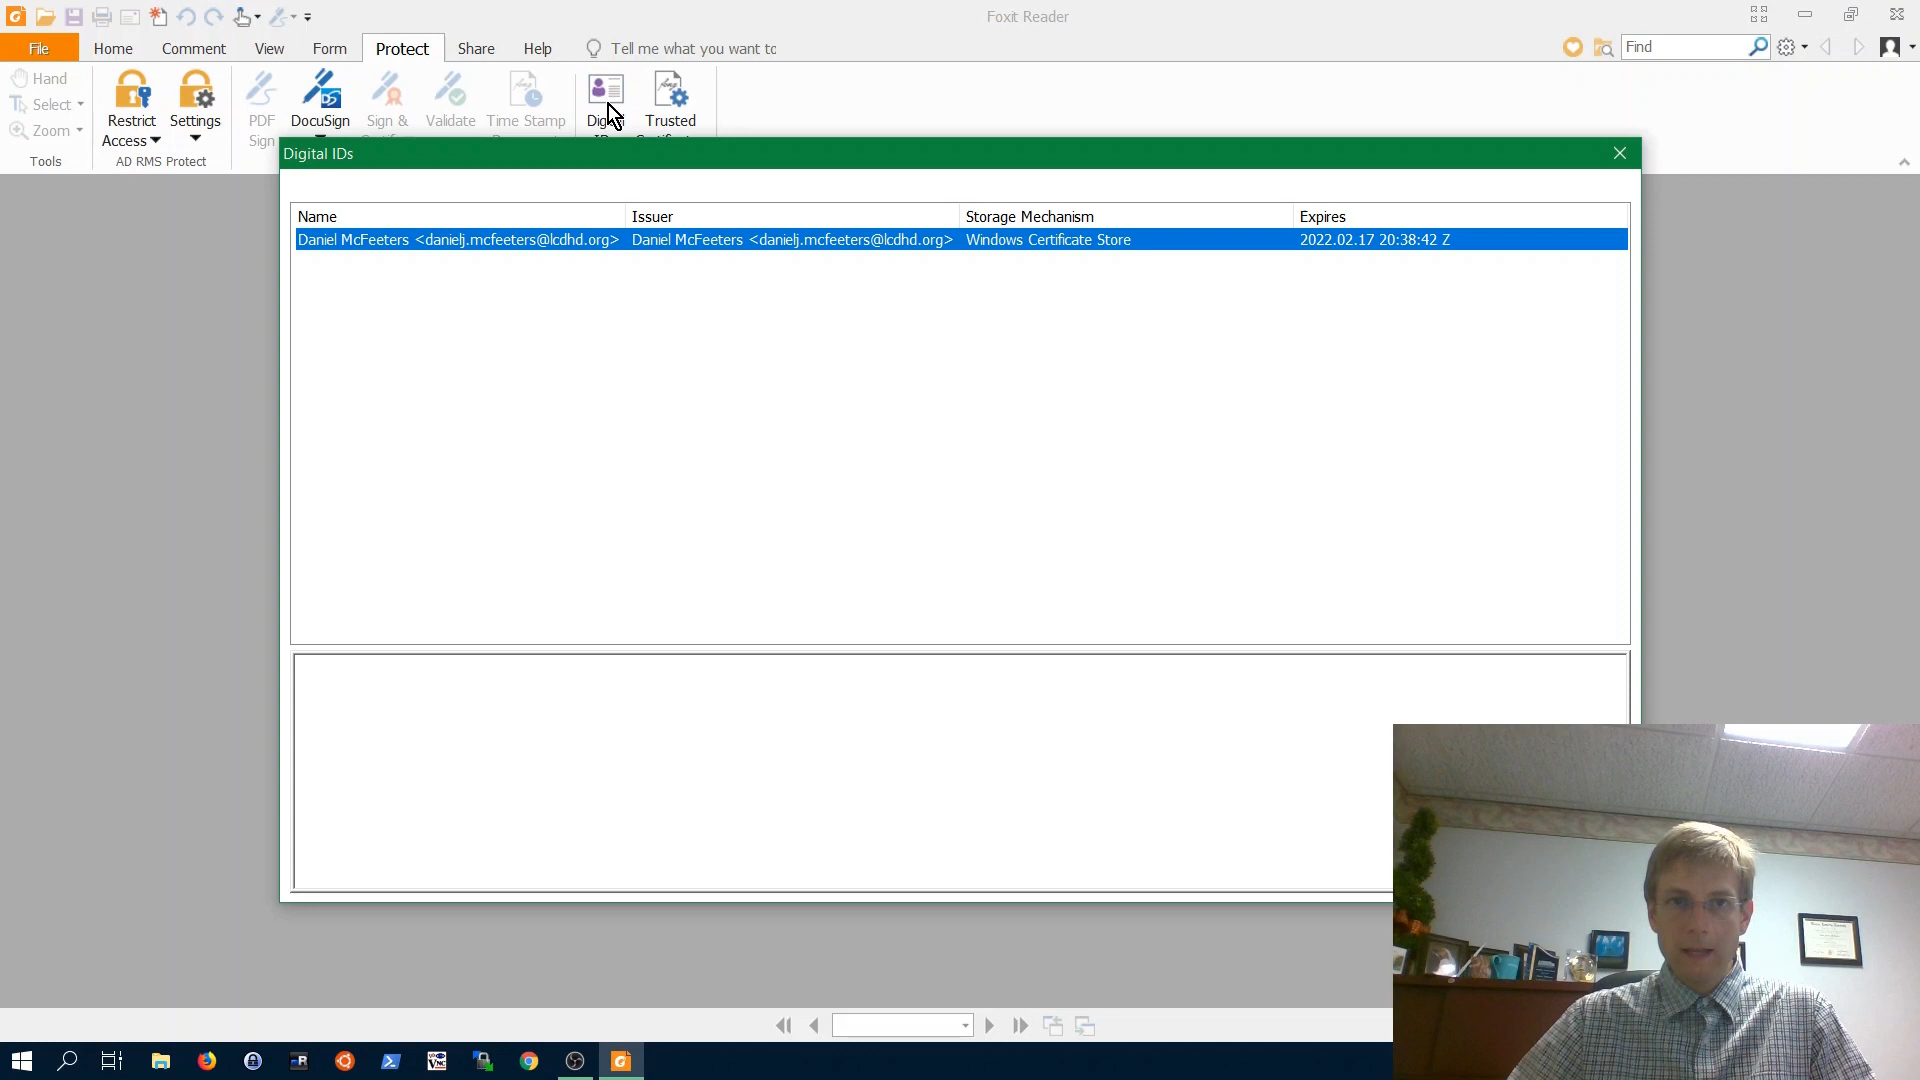 Foxit Reader
File Home Comment View Form Protect Share Help Tell me what you want to Find
Hand
Select
Zoom
Tools
Restrict
Access
Settings
AD RMS Protect
PDF
Sign
DocuSign
Sign &
Validate
Time Stamp
Trusted
Digital IDs
Name Issuer Storage Mechanism Expires
Daniel McFeeters <danielj.mcfeeters@lcdhd.org> Daniel McFeeters <danielj.mcfeeters@lcdhd.org> Windows Certificate Store 2022.02.17 20:38:42 Z